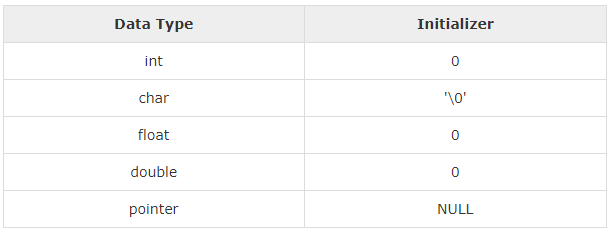 Data Type Initializer
int 0
char '\0'
float 0
double 0
pointer NULL